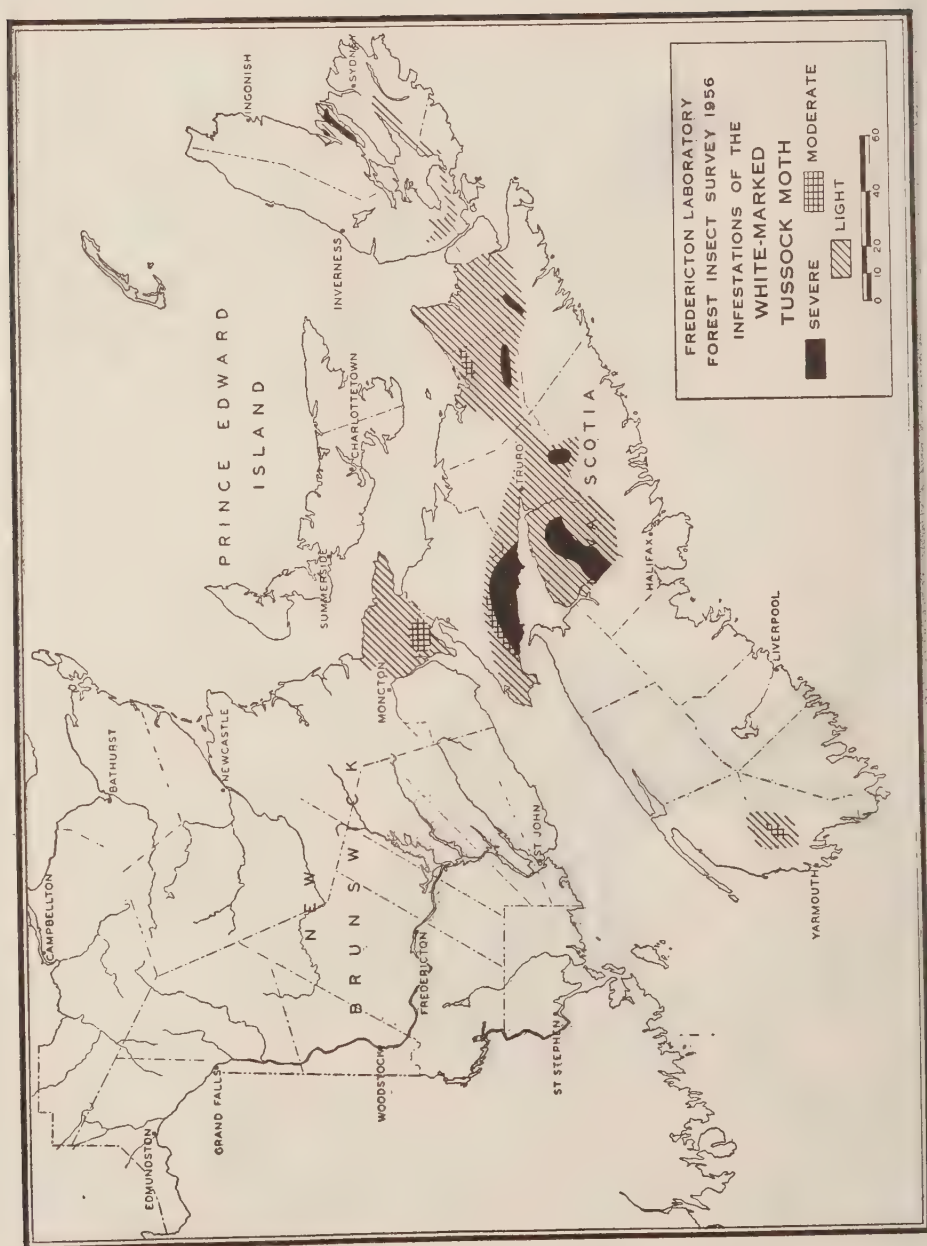 PRINCE EDWARD
ISLAND
NEW
BRUNSWICK
SCOTIA
EDMUNDSTON
GRAND FALLS
CAMPBELLTON
BATHURST
NEWCASTLE
WOODSTOCK
FREDERICTON
ST STEPHEN
ST JOHN
MONCTON
SUMMERSIDE
CHARLOTTETOWN
INVERNESS
INGONISH
SYDNEY
TRURO
HALIFAX
LIVERPOOL
YARMOUTH
FREDERICTON LABORATORY
FOREST INSECT SURVEY 1956
INFESTATIONS OF THE
WHITE-MARKED
TUSSOCK MOTH
SEVERE
MODERATE
LIGHT
0 10 20 40 60